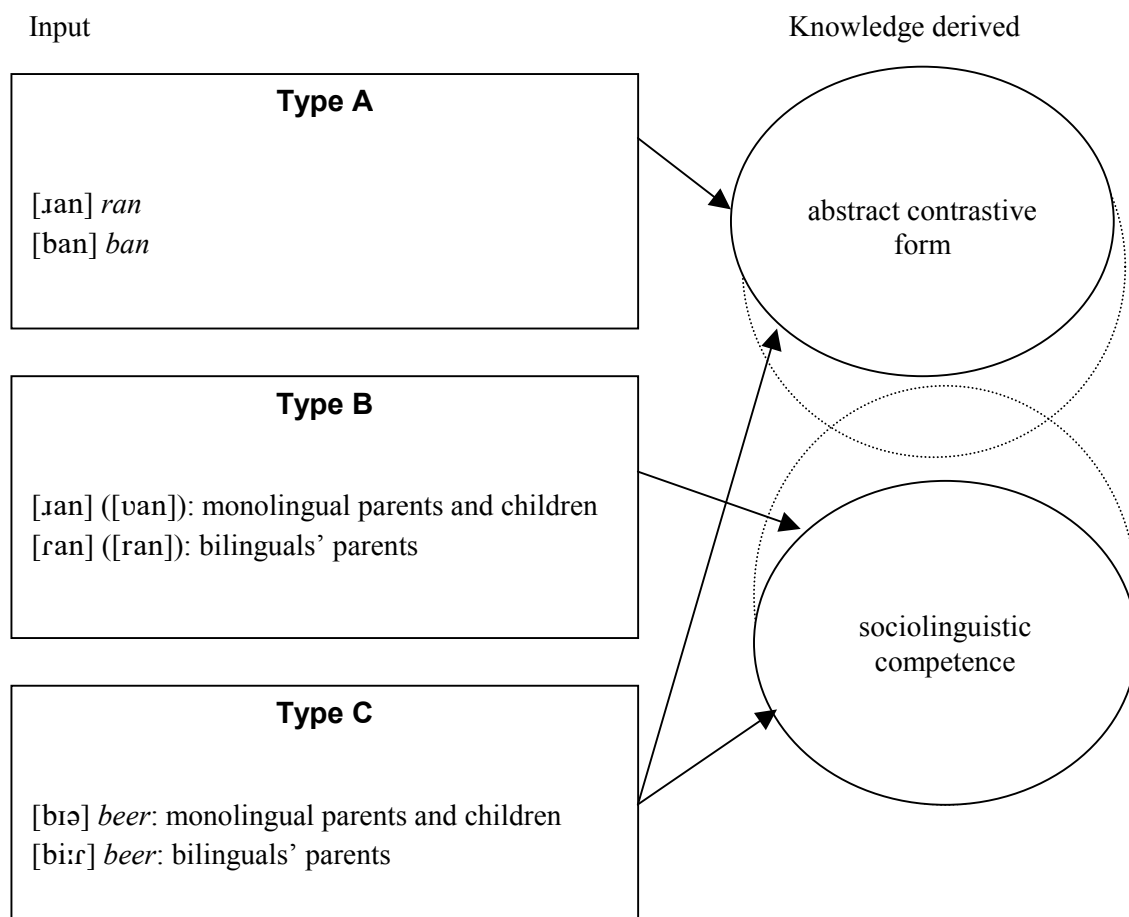 Input
Knowledge derived
Type A
[ɹan] ran
[ban] ban
abstract contrastive
form
Type B
[ɹan] ([ʋan]): monolingual parents and children
[ɾan] ([ran]): bilinguals’ parents
sociolinguistic
competence
Type C
[bɪə] beer: monolingual parents and children
[biːɾ] beer: bilinguals’ parents